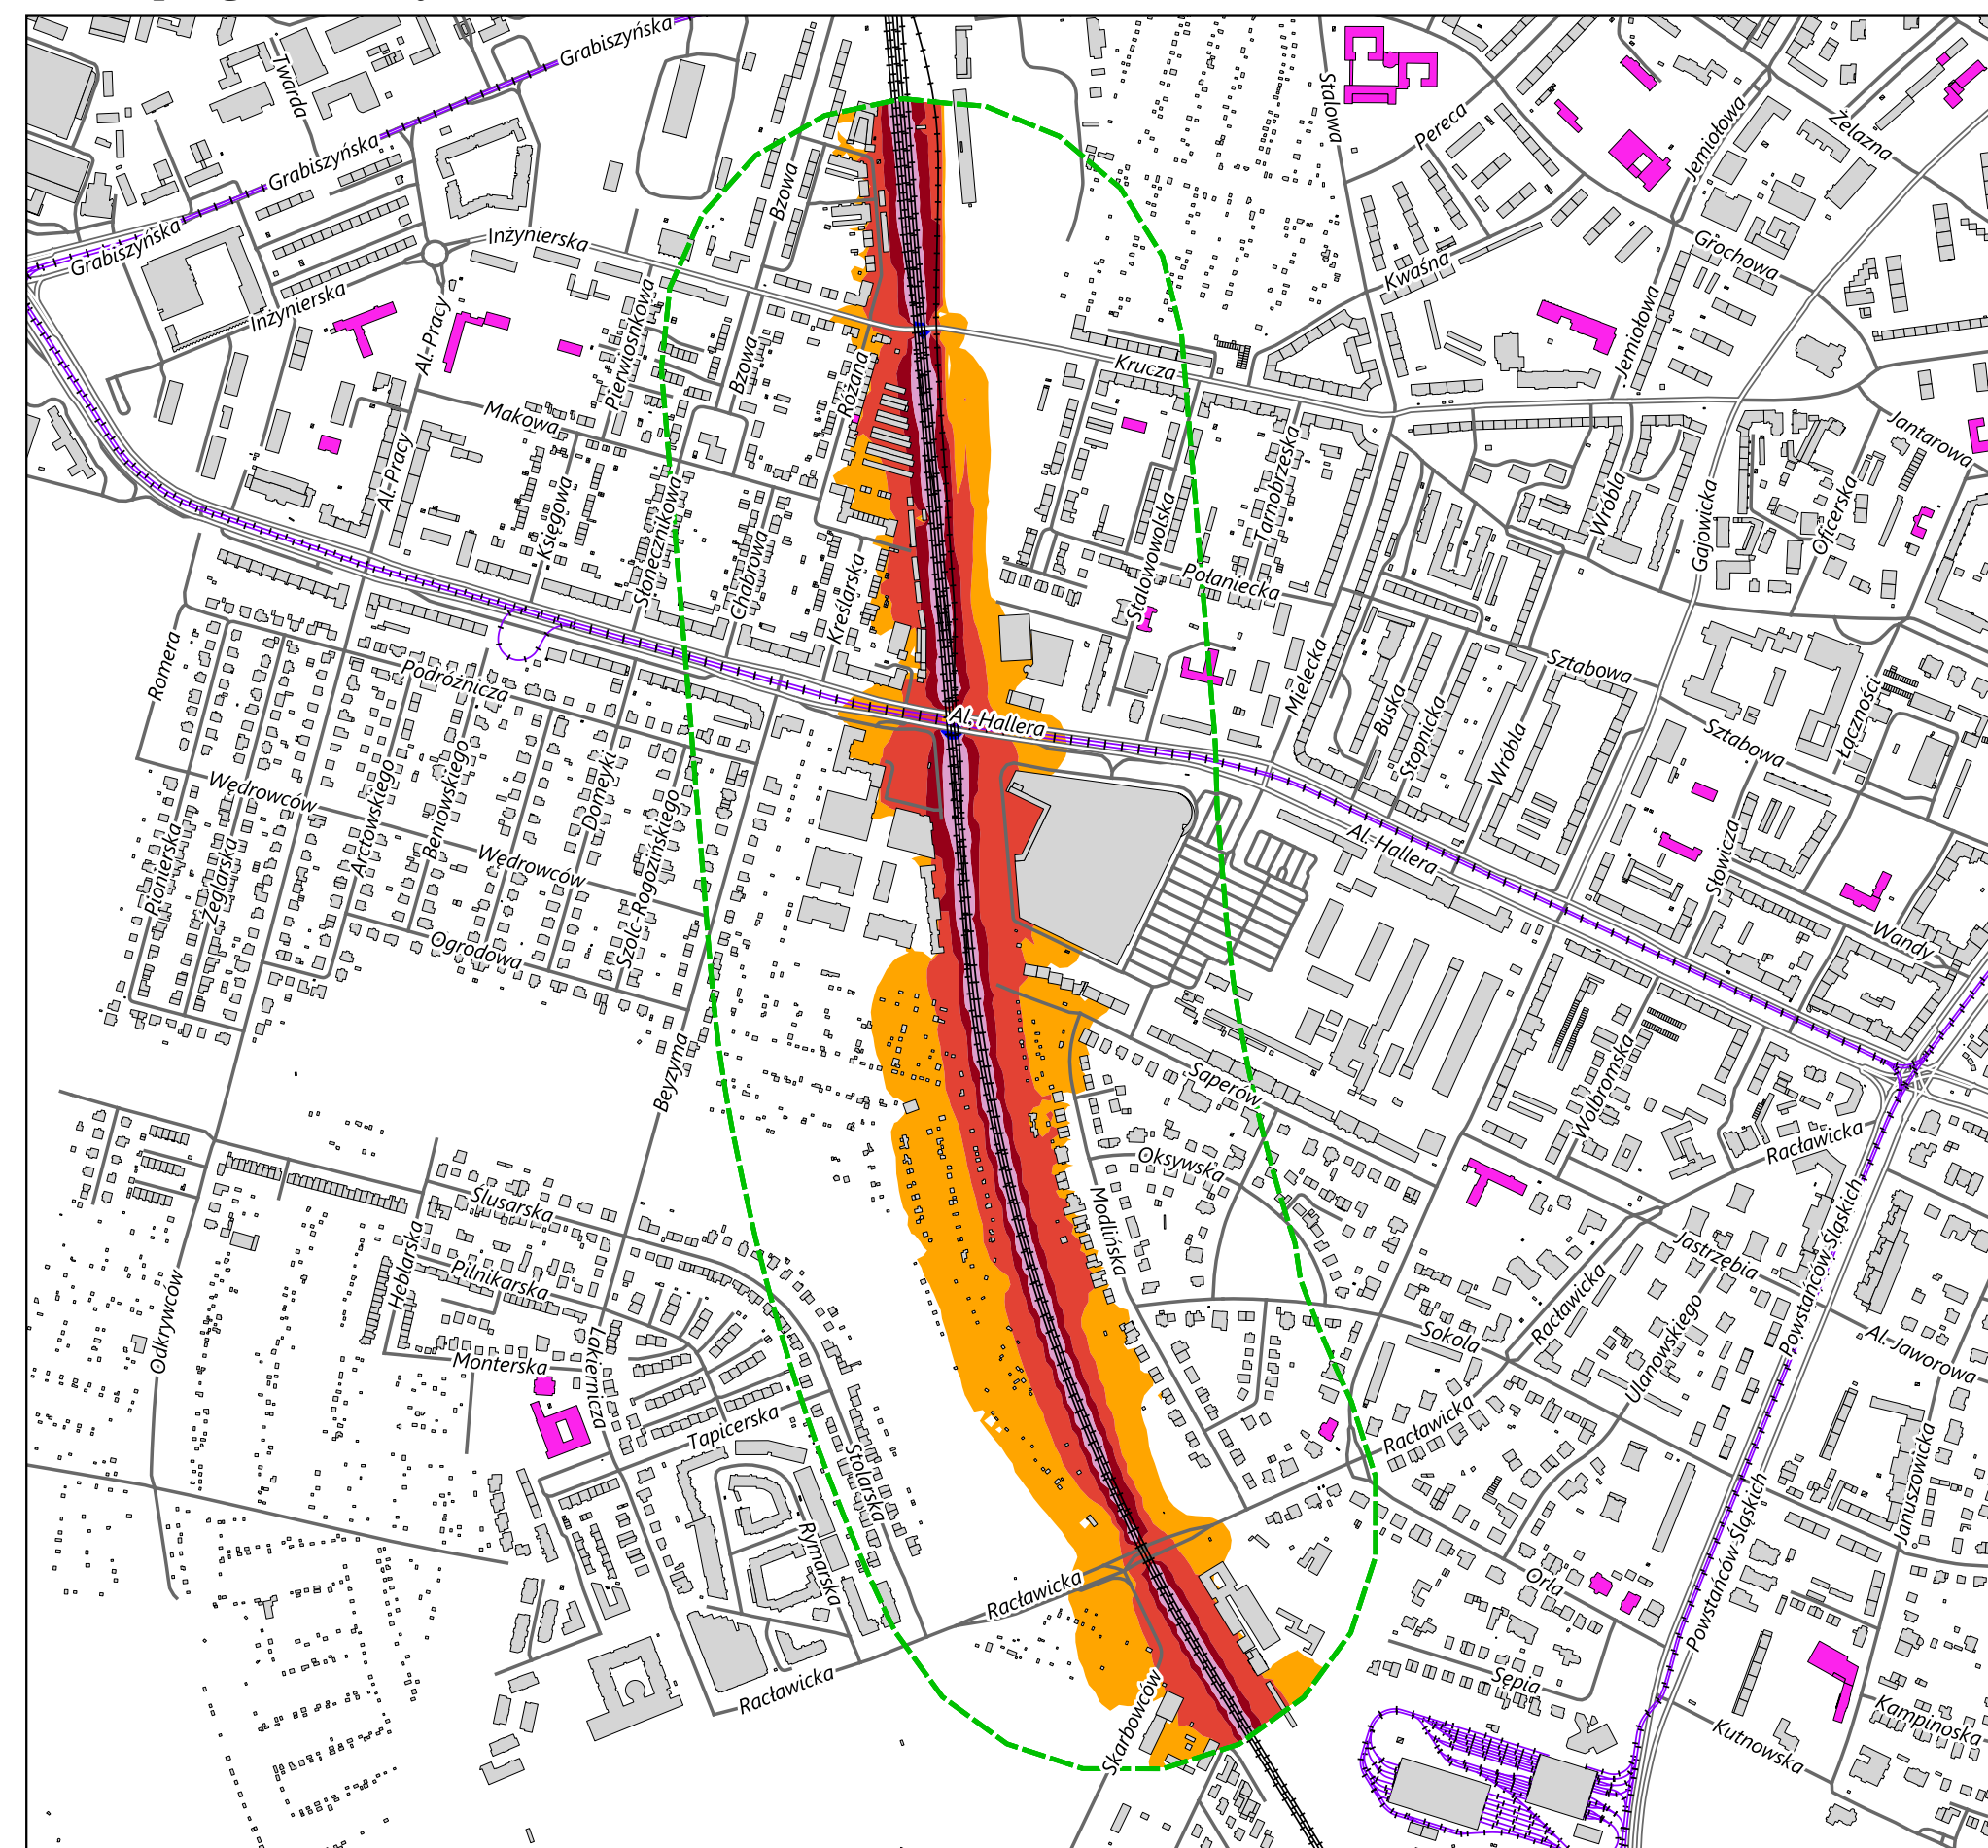 Grabiszyńska
Twarda
Grabiszyńska
Stalowa
Pereca
Jemiołowa
Żelazna
Bzowa
Grabiszyńska
Inżynierska
Grochowa
Kwaśna
Inżynierska
Al. Pracy
Pierwiosnkowa
Jemiołowa
Bzowa
Różana
Krucza
Makowa
Jantarowa
Al. Pracy
Księgowa
Słonecznikowa
Chabrowa
Kreślarska
Stalowowolska
Tarnobrzeska
Połaniecka
Wróbla
Gajowicka
Oficerska
Romera
Podróżnicza
Mielecka
Buska
Stopnicka
Wróbla
Sztabowa
Sztabowa
Łączności
Al. Hallera
Wędrowców
Pionierska
Żeglarska
Arctowskiego
Beniowskiego
Domeyki
Wędrowców
Szolc-Rogozińskiego
Al. Hallera
Słowicza
Wandy
Ogrodowa
Beyzyma
Saperów
Wolbromska
Racławicka
Oksywska
Modlińska
Ślusarska
Heblarska
Pilnikarska
Odkrywców
Monterska
Lakiernicza
Jastrzębia
Powstańców Śląskich
Racławicka
Sokola
Al. Jaworowa
Ułanowskiego
Tapicerska
Stolarska
Racławicka
Januszowicka
Rymarska
Racławicka
Orla
Powstańców Śląskich
Racławicka
Skarbowców
Sępia
Kutnowska
Kampinoska